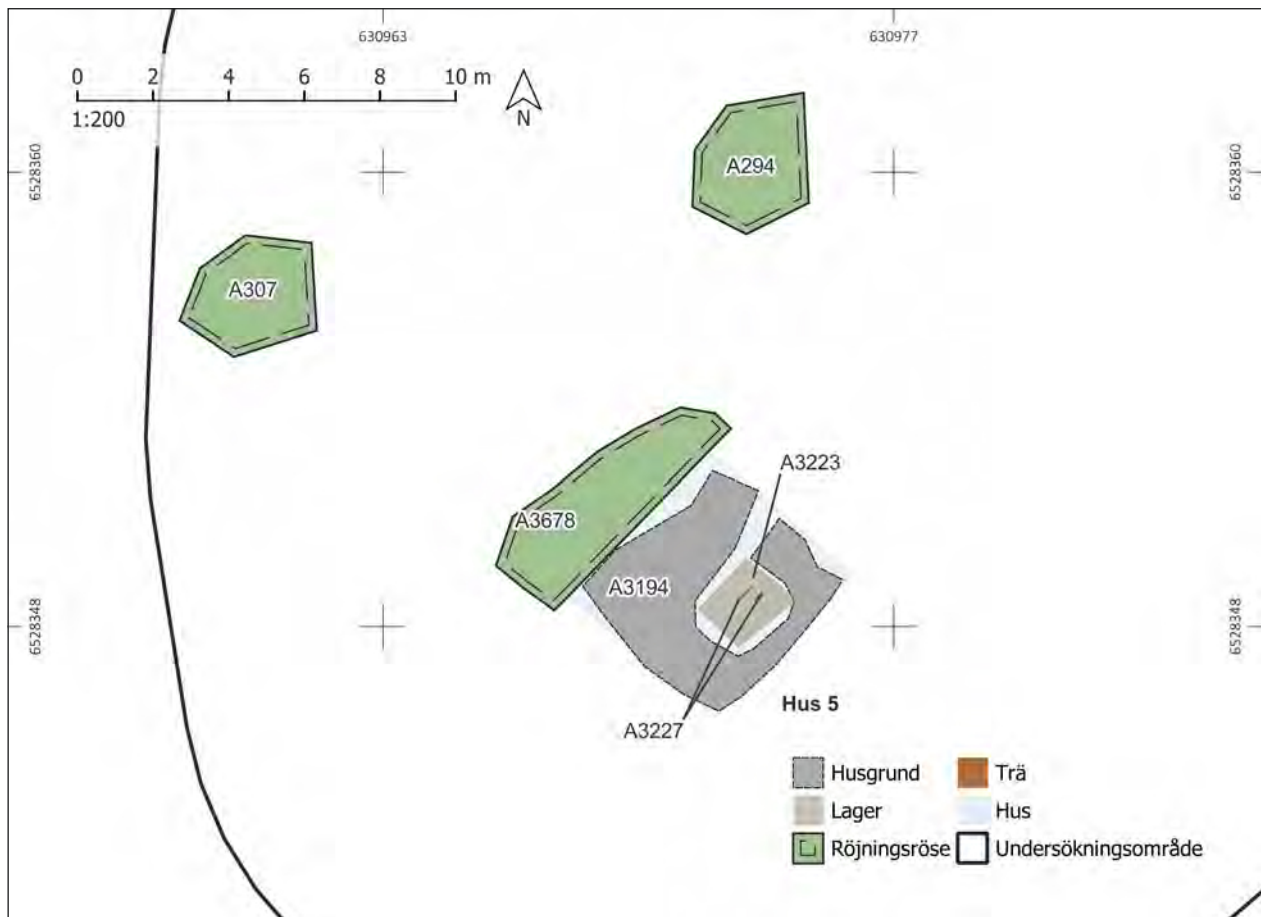 630963
630977
0 2 4 6 8 10 m
1:200
N
6528360
6528360
A294
A307
A3223
A3678
A3194
6528348
6528348
Hus 5
A3227
Husgrund
Trä
Lager
Hus
Röjningsröse
Undersökningsområde